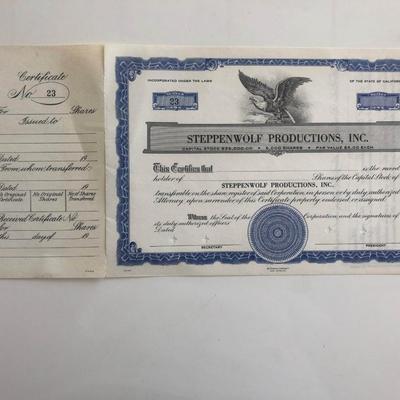 Certificate
No 23
For Shares
Issued to
Dated 19
From whom transferred
Dated 19
No. Original Certificate
No. Original Shares
No. of Shares Transferred
Received Certificate No
For Shares
this day of 19
INCORPORATED UNDER THE LAWS
OF THE STATE OF CALIFORNIA
23
STEPPENWOLF PRODUCTIONS, INC.
CAPITAL STOCK $25,000.00 5,000 SHARES PAR VALUE $5.00 EACH
This Certifies that is the
holder of Shares of the Capital Stock of
STEPPENWOLF PRODUCTIONS, INC.
transferable on the share register of said Corporation, in person or by duly authorized
Attorney upon surrender of this Certificate properly endorsed or assigned.
Witness the Seal of the Corporation and the signatures of
its duly authorized officers
Dated
SECRETARY
PRESIDENT